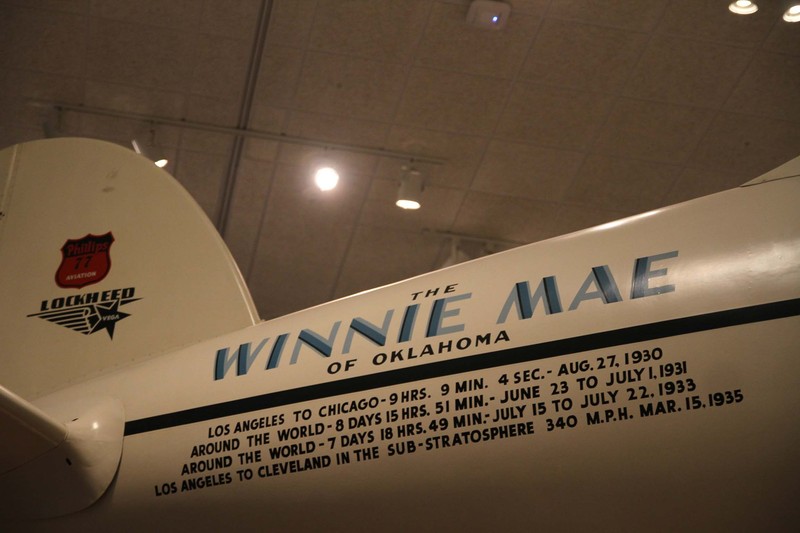 Phillips
77
AVIATION
LOCKHEED
VEGA
THE
WINNIE MAE
OF OKLAHOMA
LOS ANGELES TO CHICAGO-9 HRS. 9 MIN. 4 SEC.-AUG. 27, 1930
AROUND THE WORLD-8 DAYS 15 HRS. 51 MIN.-JUNE 23 TO JULY 1, 1931
AROUND THE WORLD-7 DAYS 18 HRS. 49 MIN.-JULY 15 TO JULY 22, 1933
LOS ANGELES TO CLEVELAND IN THE SUB-STRATOSPHERE 340 M.P.H. MAR. 15, 1935